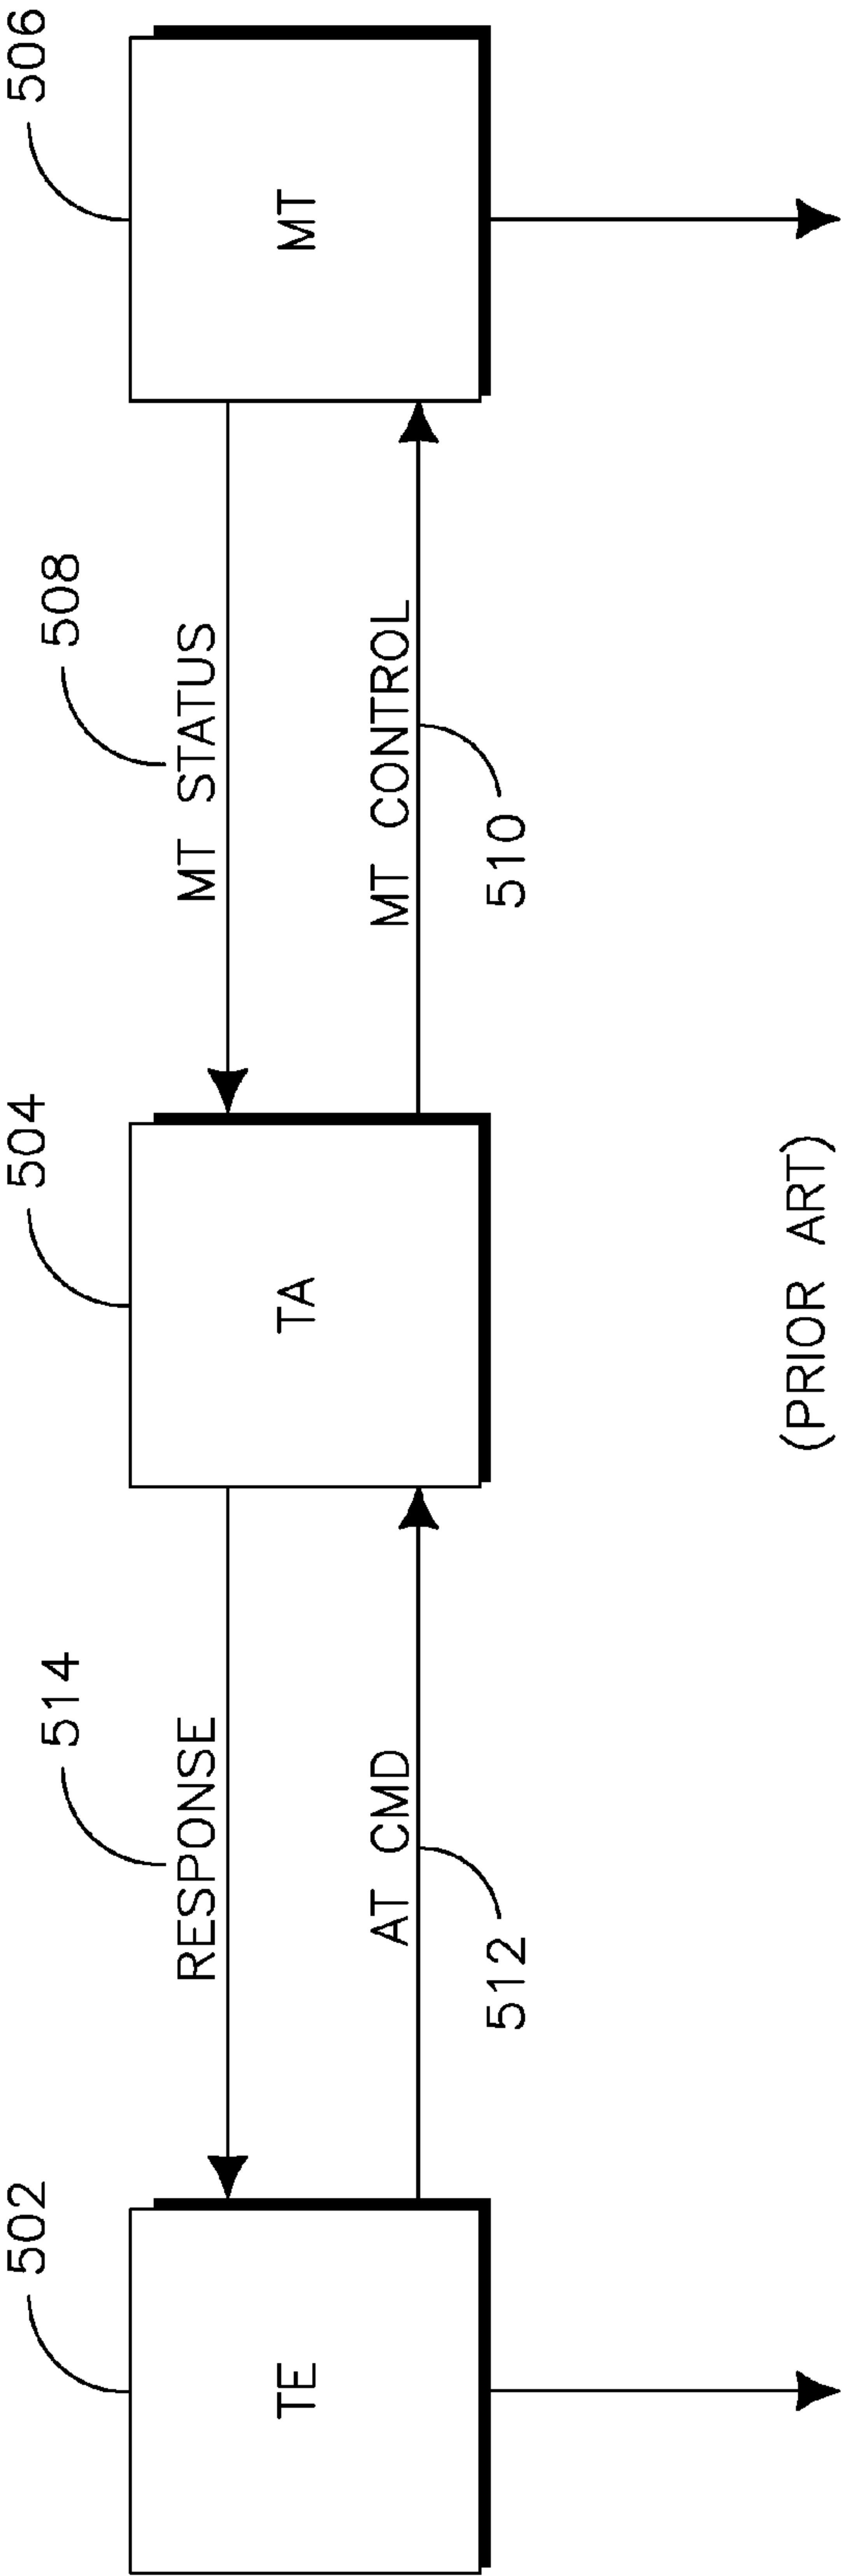 502
504
506
514
508
RESPONSE
MT STATUS
TE
TA
MT
AT CMD
MT CONTROL
512
510
(PRIOR ART)